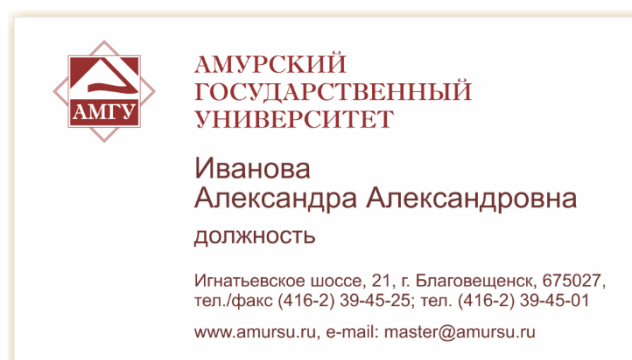 АМГУ
АМУРСКИЙ
ГОСУДАРСТВЕННЫЙ
УНИВЕРСИТЕТ
Иванова
Александра Александровна
должность
Игнатьевское шоссе, 21, г. Благовещенск, 675027,
тел./факс (416-2) 39-45-25; тел. (416-2) 39-45-01
www.amursu.ru, e-mail: master@amursu.ru